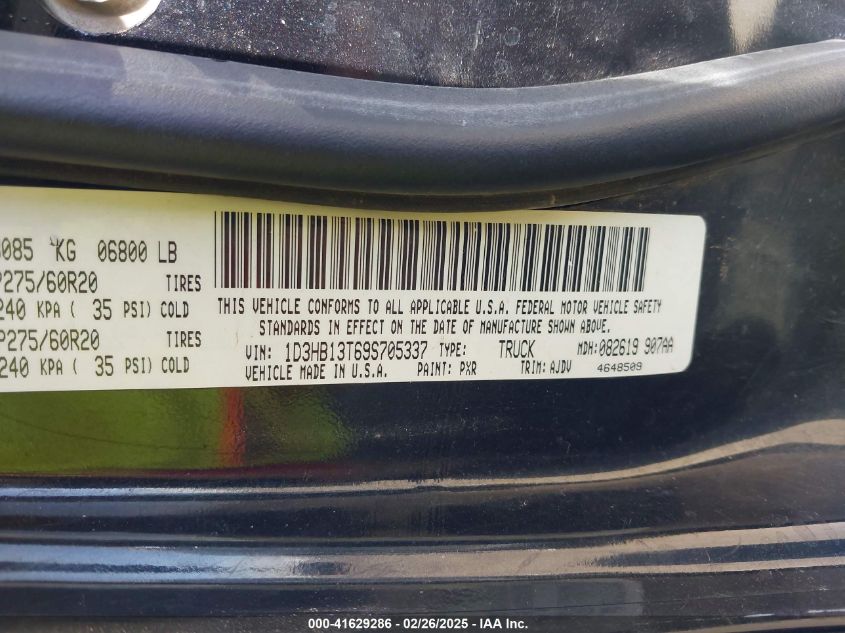 085 KG 06800 LB
P275/60R20 TIRES
240 KPA ( 35 PSI) COLD
P275/60R20 TIRES
240 KPA ( 35 PSI) COLD
THIS VEHICLE CONFORMS TO ALL APPLICABLE U.S.A. FEDERAL MOTOR VEHICLE SAFETY
STANDARDS IN EFFECT ON THE DATE OF MANUFACTURE SHOWN ABOVE
VIN: 1D3HB13T69S705337 TYPE: TRUCK MDH:082619 907AA
VEHICLE MADE IN U.S.A. PAINT: PXR TRIM: AJDV 4648509
000-41629286 - 02/26/2025 - IAA Inc.